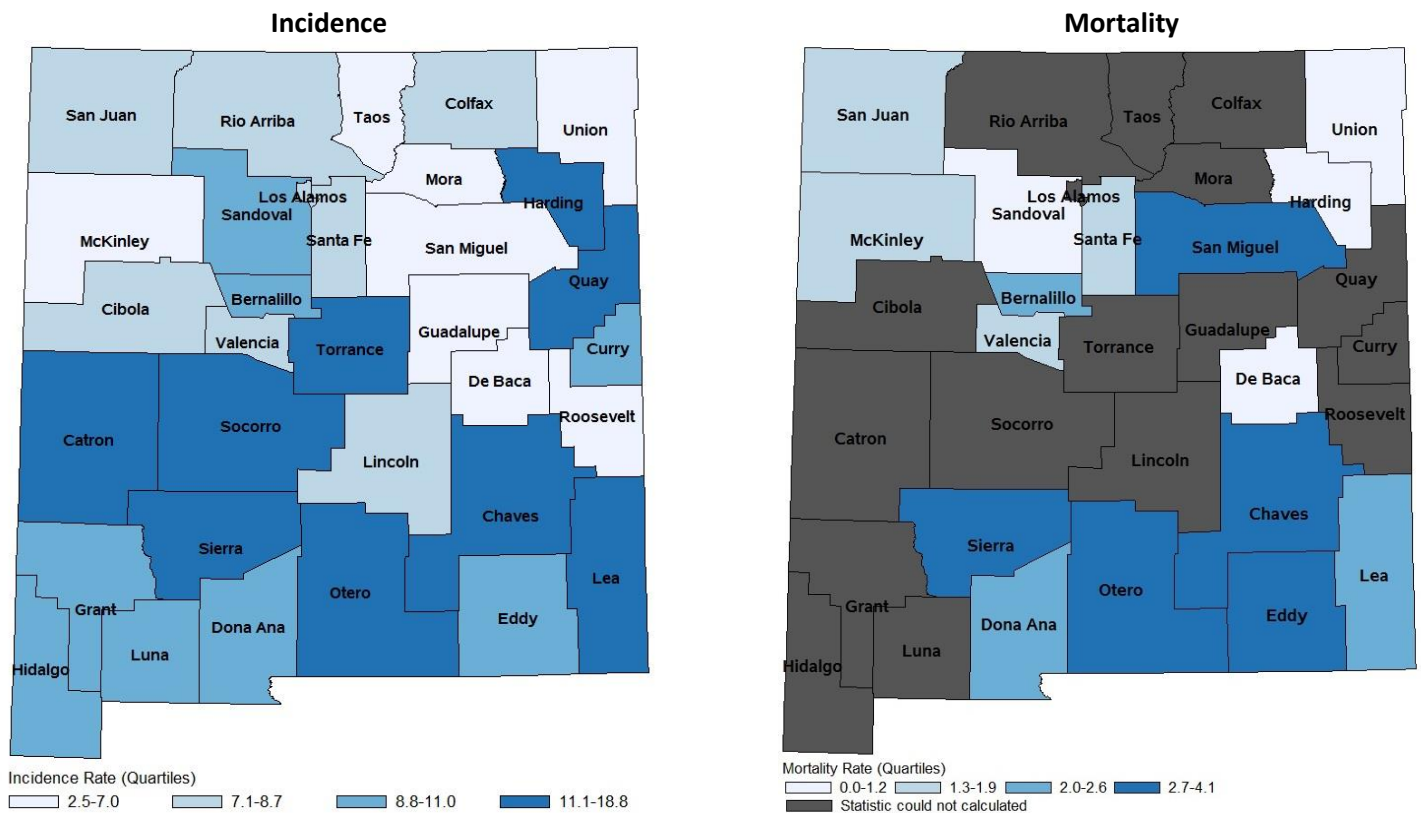 Incidence
San Juan
Rio Arriba
Taos
Colfax
Union
Mora
Harding
Los Alamos
Sandoval
Santa Fe
McKinley
San Miguel
Quay
Cibola
Bernalillo
Valencia
Torrance
Guadalupe
Curry
De Baca
Roosevelt
Catron
Socorro
Lincoln
Chaves
Sierra
Lea
Otero
Grant
Dona Ana
Eddy
Luna
Hidalgo
Incidence Rate (Quartiles)
2.5-7.0 7.1-8.7 8.8-11.0 11.1-18.8
Mortality
San Juan
Rio Arriba
Taos
Colfax
Union
Mora
Harding
Los Alamos
Sandoval
Santa Fe
McKinley
San Miguel
Quay
Cibola
Bernalillo
Valencia
Torrance
Guadalupe
Curry
De Baca
Roosevelt
Catron
Socorro
Lincoln
Chaves
Sierra
Lea
Otero
Grant
Dona Ana
Eddy
Luna
Hidalgo
Mortality Rate (Quartiles)
0.0-1.2 1.3-1.9 2.0-2.6 2.7-4.1
Statistic could not calculated